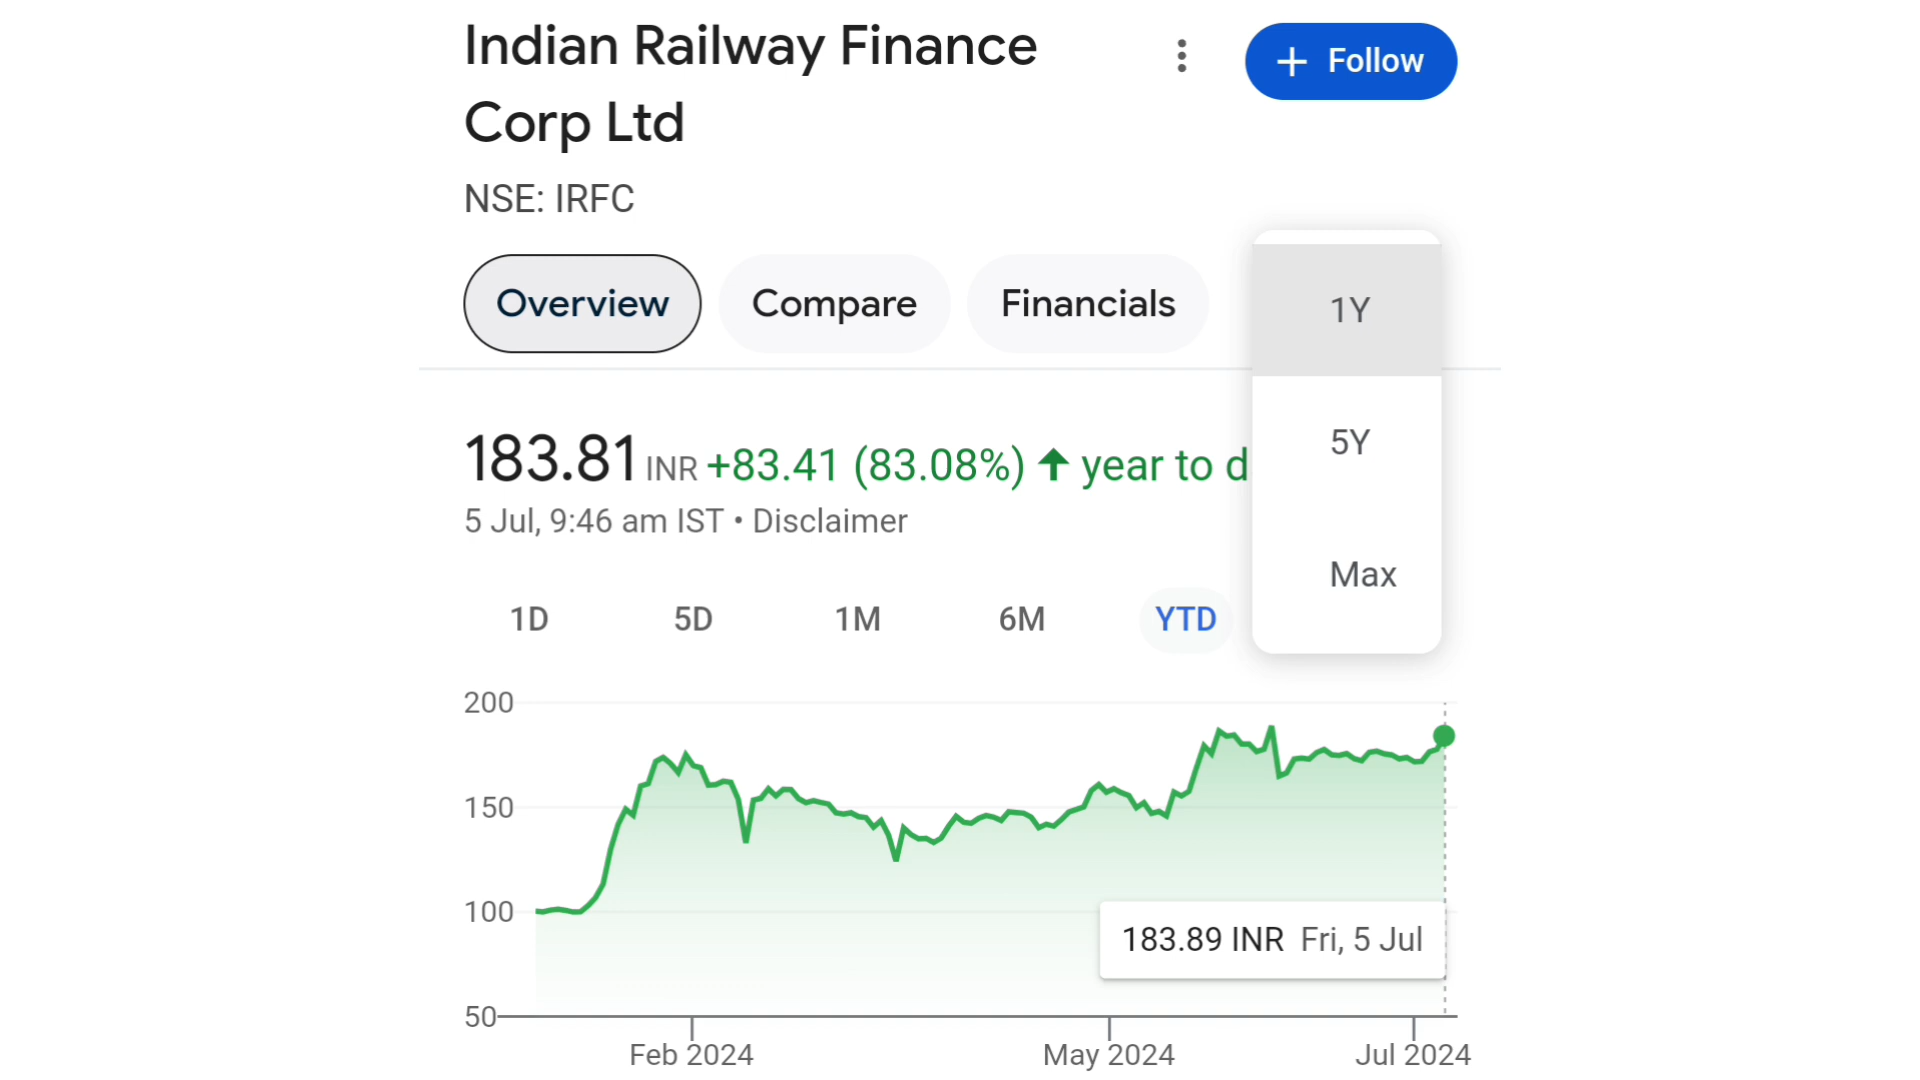 Indian Railway Finance
Corp Ltd
+ Follow
NSE: IRFC
Overview
Compare
Financials
1Y
5Y
Max
183.81 INR +83.41 (83.08%) ↑ year to d
5 Jul, 9:46 am IST • Disclaimer
1D 5D 1M 6M YTD
200
150
100
50
183.89 INR Fri, 5 Jul
Feb 2024 May 2024 Jul 2024